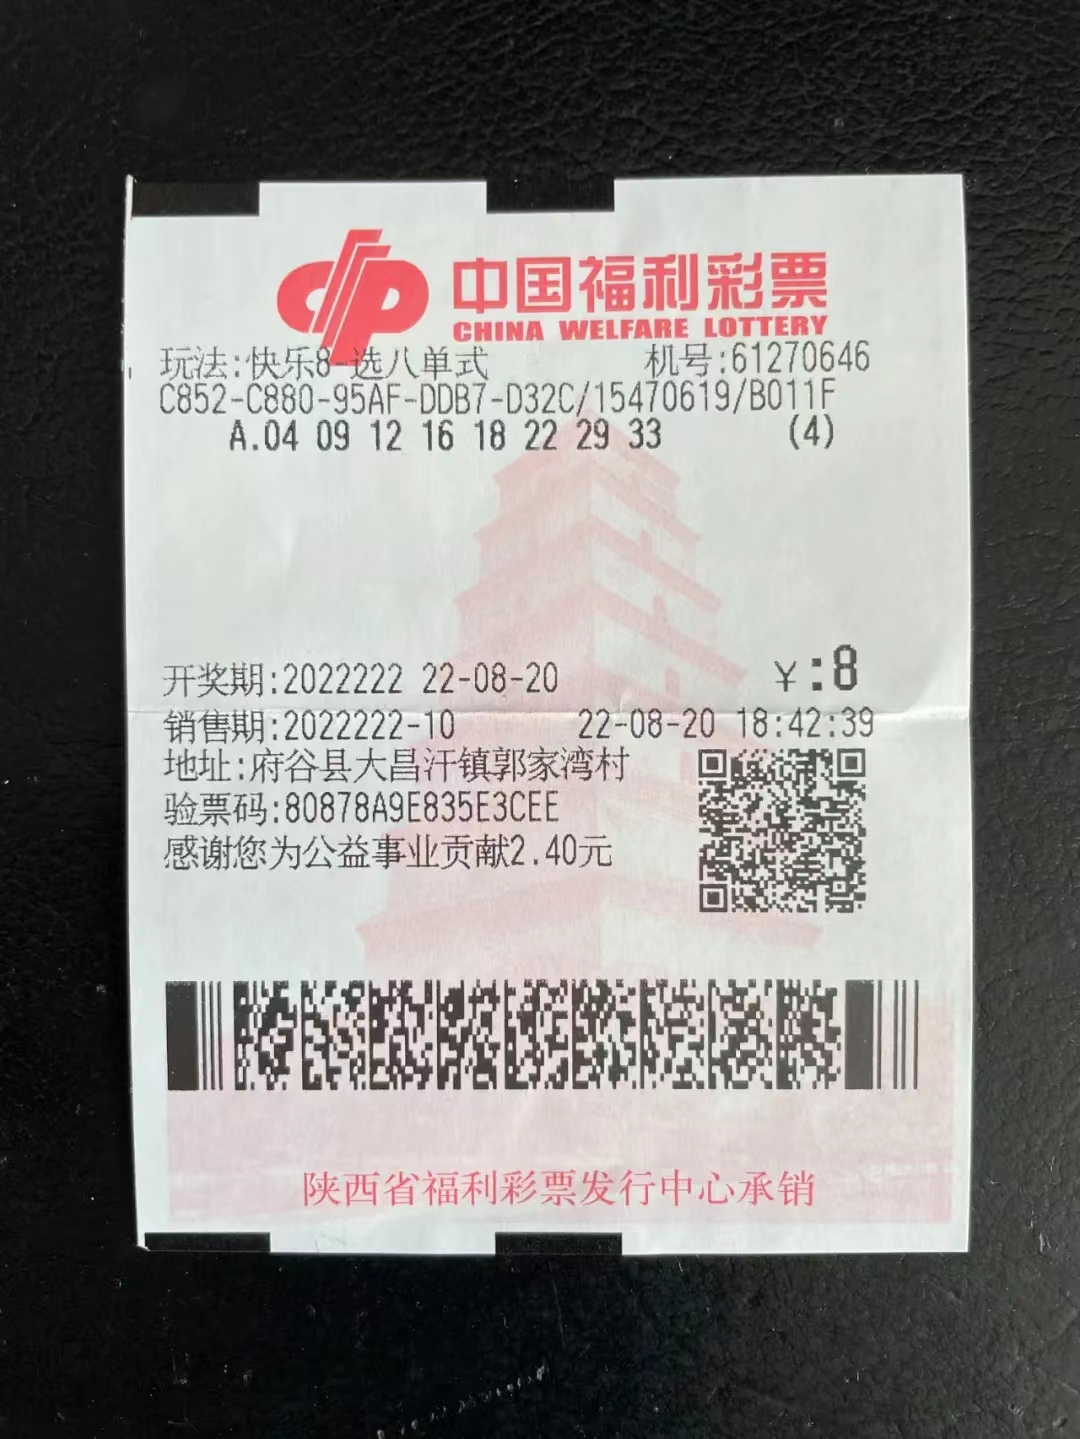 中国福利彩票
CHINA WELFARE LOTTERY
玩法:快乐8-选八单式 机号:61270646
C852-C880-95AF-DDB7-D32C/15470619/B011F
A.04 09 12 16 18 22 29 33 (4)
开奖期:2022222 22-08-20 ¥:8
销售期:2022222-10 22-08-20 18:42:39
地址:府谷县大昌汗镇郭家湾村
验票码:80878A9E835E3CEE
感谢您为公益事业贡献2.40元
陕西省福利彩票发行中心承销